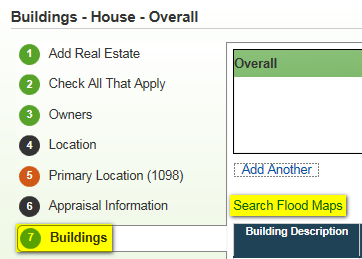 Buildings - House - Overall
1 Add Real Estate
2 Check All That Apply
3 Owners
4 Location
5 Primary Location (1098)
6 Appraisal Information
7 Buildings
Overall
Add Another
Search Flood Maps
Building Description